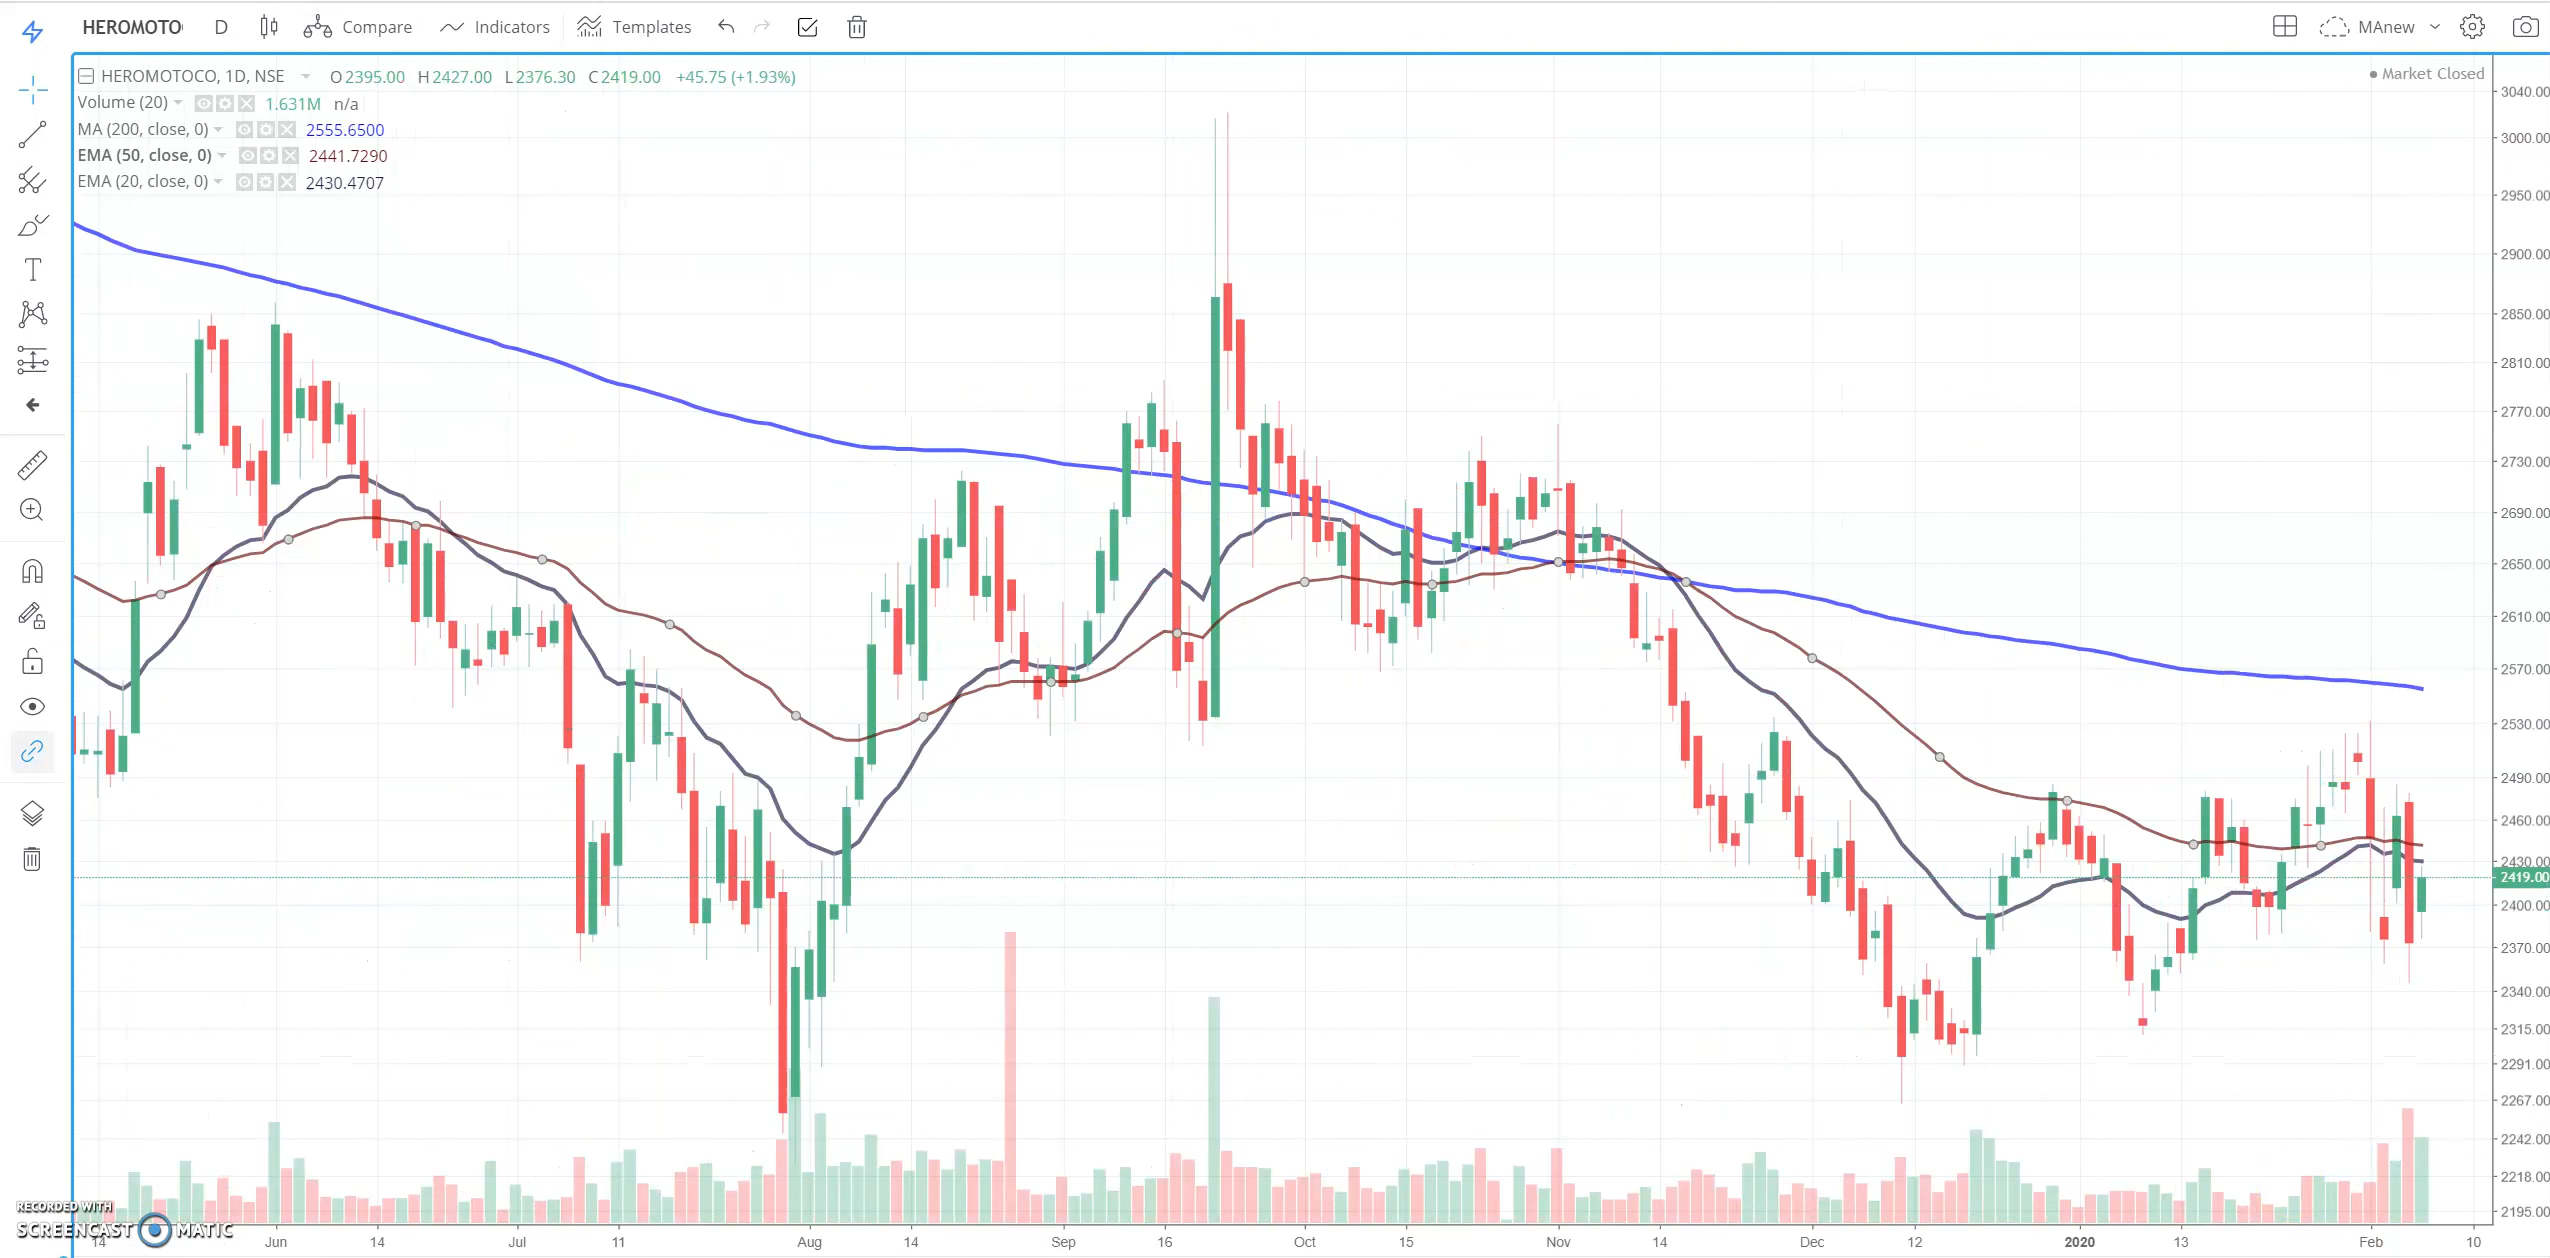 HEROMOTO D Compare Indicators Templates MAnew
HEROMOTOCO, 1D, NSE O2395.00 H2427.00 L2376.30 C2419.00 +45.75 (+1.93%)
Market Closed
Volume (20) 1.631M n/a
MA (200, close, 0) 2555.6500
EMA (50, close, 0) 2441.7290
EMA (20, close, 0) 2430.4707
3040.00
3000.00
2950.00
2900.00
2850.00
2810.00
2770.00
2730.00
2690.00
2650.00
2610.00
2570.00
2530.00
2490.00
2460.00
2430.00
2419.00
2400.00
2370.00
2340.00
2315.00
2291.00
2267.00
2242.00
2218.00
2195.00
RECORDED WITH
SCREENCAST MATIC
14 Jun 14 Jul 11 Aug 14 Sep 16 Oct 15 Nov 14 Dec 12 2020 13 Feb 10